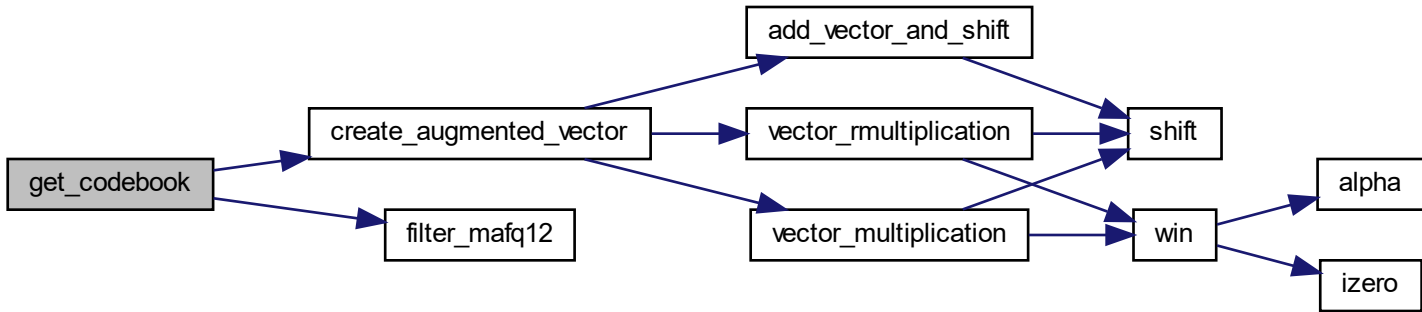 add_vector_and_shift
create_augmented_vector
vector_rmultiplication
shift
get_codebook
alpha
filter_mafq12
vector_multiplication
win
izero